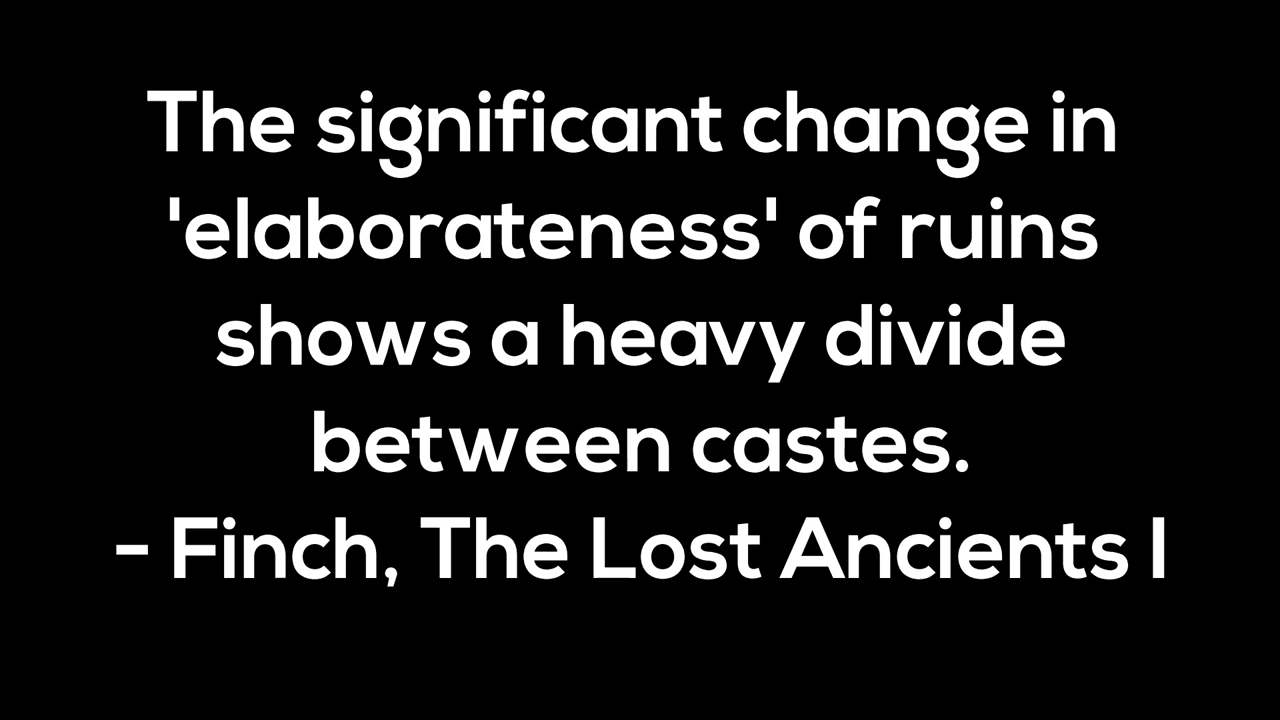 The significant change in
'elaborateness' of ruins
shows a heavy divide
between castes.
- Finch, The Lost Ancients I